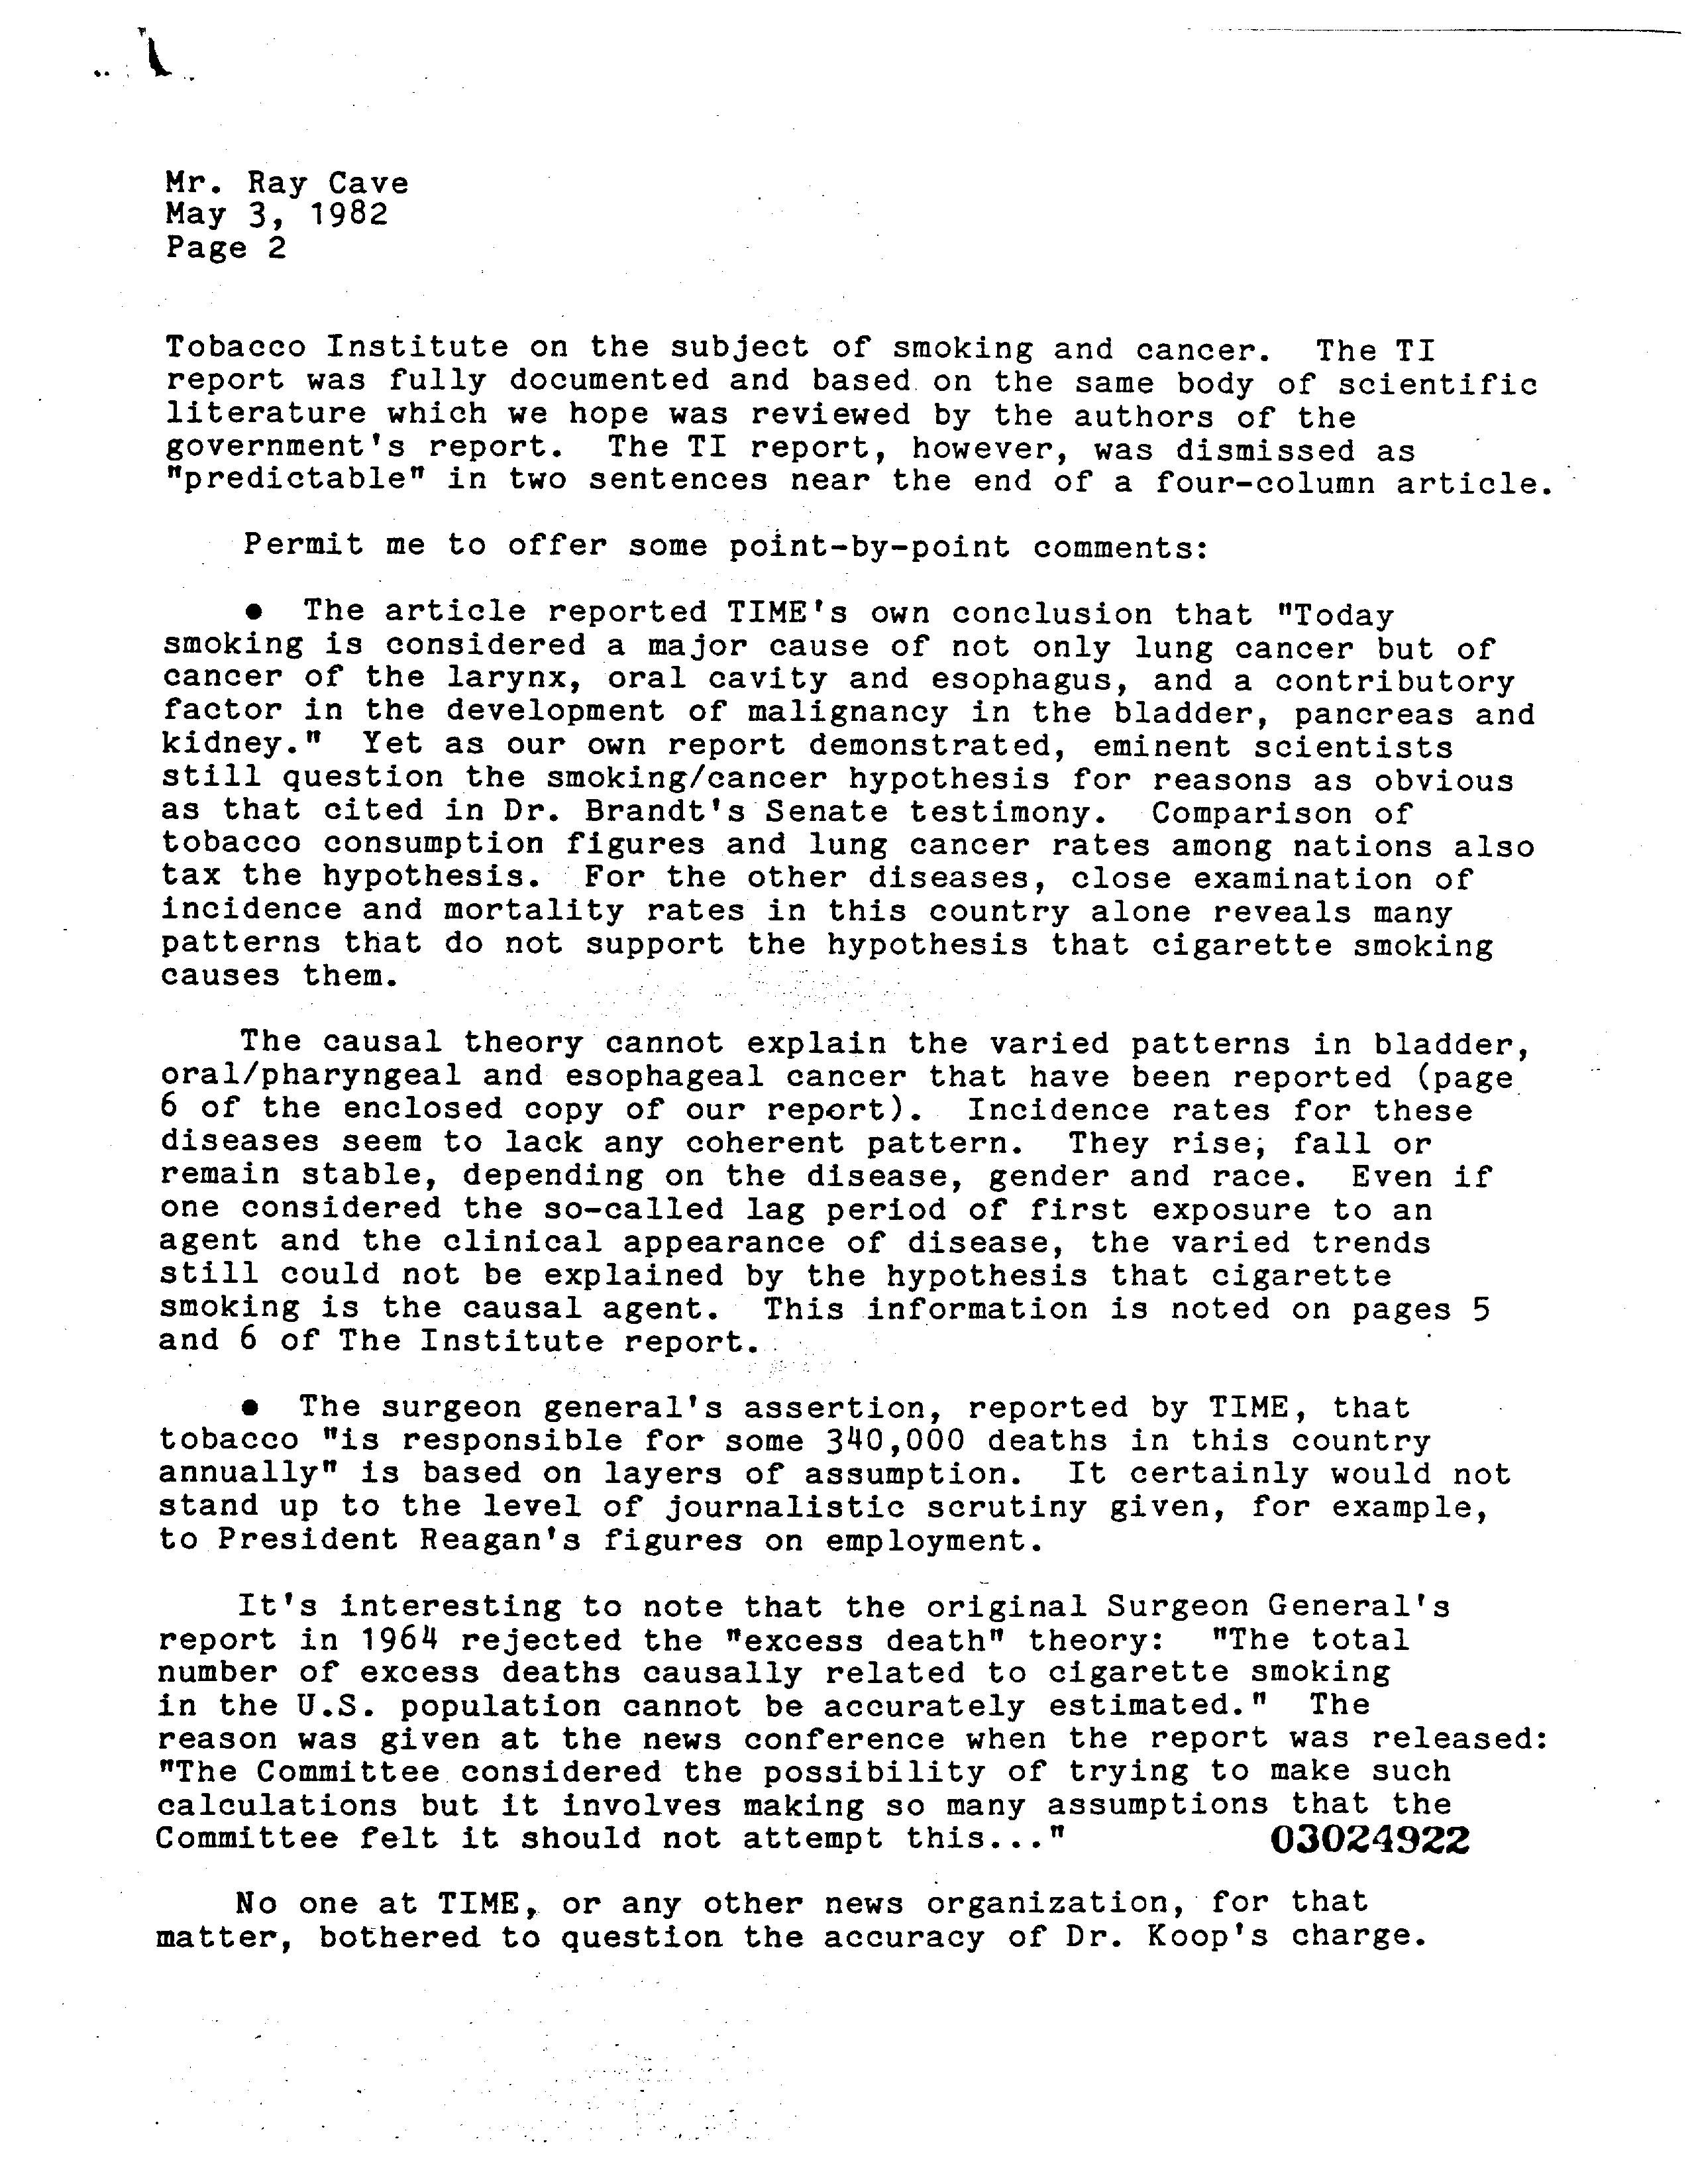 Mr. Ray Cave
May 3, 1982
Page 2
Tobacco Institute on the subject of smoking and cancer. The TI
report was fully documented and based on the same body of scientific
literature which we hope was reviewed by the authors of the
government's report. The TI report, however, was dismissed as
"predictable" in two sentences near the end of a four-column article.
Permit me to offer some point-by-point comments:
● The article reported TIME's own conclusion that "Today
smoking is considered a major cause of not only lung cancer but of
cancer of the larynx, oral cavity and esophagus, and a contributory
factor in the development of malignancy in the bladder, pancreas and
kidney." Yet as our own report demonstrated, eminent scientists
still question the smoking/cancer hypothesis for reasons as obvious
as that cited in Dr. Brandt's Senate testimony. Comparison of
tobacco consumption figures and lung cancer rates among nations also
tax the hypothesis. For the other diseases, close examination of
incidence and mortality rates in this country alone reveals many
patterns that do not support the hypothesis that cigarette smoking
causes them.
The causal theory cannot explain the varied patterns in bladder,
oral/pharyngeal and esophageal cancer that have been reported (page
6 of the enclosed copy of our report). Incidence rates for these
diseases seem to lack any coherent pattern. They rise; fall or
remain stable, depending on the disease, gender and race. Even if
one considered the so-called lag period of first exposure to an
agent and the clinical appearance of disease, the varied trends
still could not be explained by the hypothesis that cigarette
smoking is the causal agent. This information is noted on pages 5
and 6 of The Institute report.
● The surgeon general's assertion, reported by TIME, that
tobacco "is responsible for some 340,000 deaths in this country
annually" is based on layers of assumption. It certainly would not
stand up to the level of journalistic scrutiny given, for example,
to President Reagan's figures on employment.
It's interesting to note that the original Surgeon General's
report in 1964 rejected the "excess death" theory: "The total
number of excess deaths causally related to cigarette smoking
in the U.S. population cannot be accurately estimated." The
reason was given at the news conference when the report was released:
"The Committee considered the possibility of trying to make such
calculations but it involves making so many assumptions that the
Committee felt it should not attempt this..." 03024922
No one at TIME, or any other news organization, for that
matter, bothered to question the accuracy of Dr. Koop's charge.